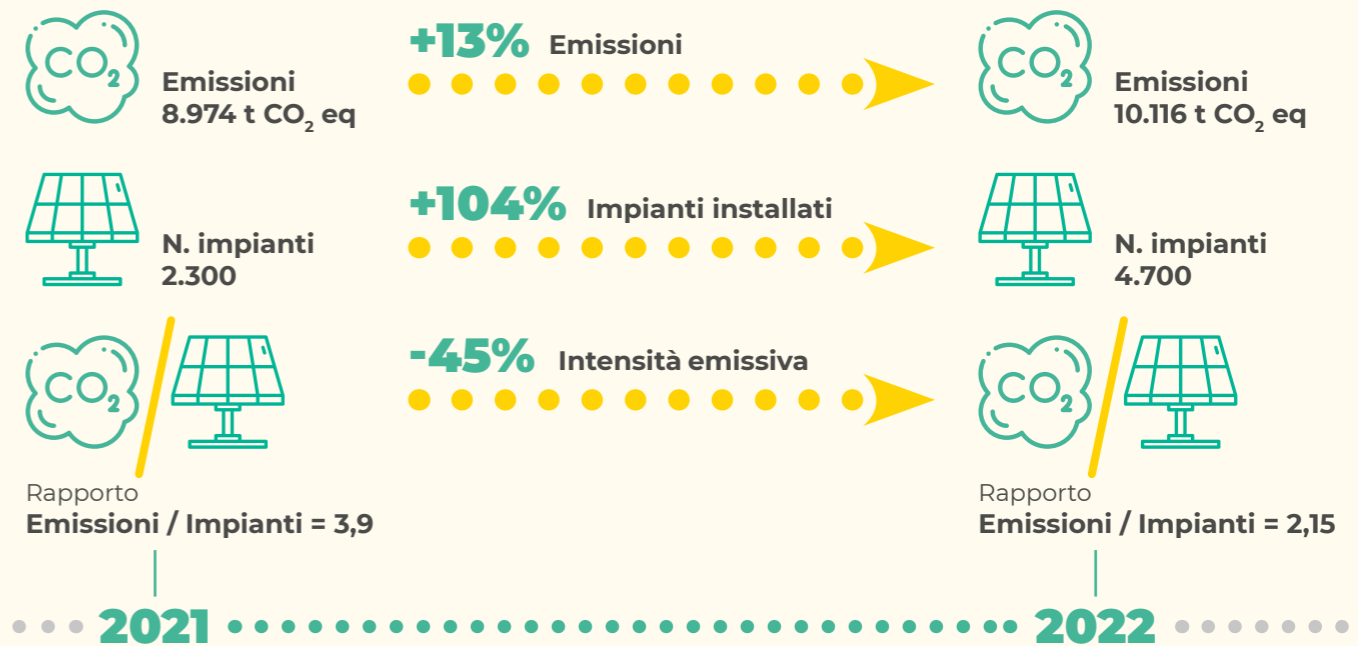 CO2
Emissioni
8.974 t CO2 eq
+13% Emissioni
CO2
Emissioni
10.116 t CO2 eq
N. impianti
2.300
+104% Impianti installati
N. impianti
4.700
CO2
-45% Intensità emissiva
CO2
Rapporto
Emissioni / Impianti = 3,9
Rapporto
Emissioni / Impianti = 2,15
2021
2022